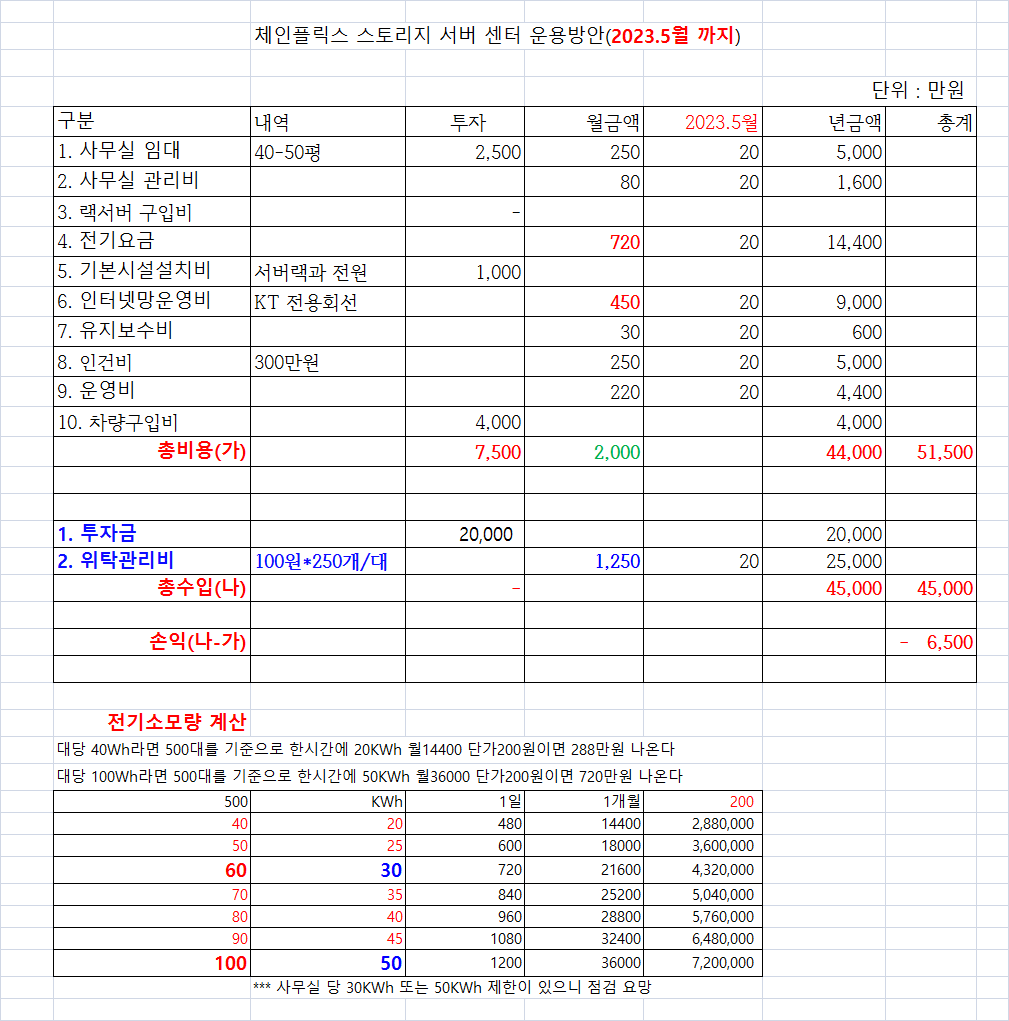 체인플릭스 스토리지 서버 센터 운용방안(2023.5월 까지)
단위 : 만원
구분 내역 투자 월금액 2023.5월 년금액 총계
1. 사무실 임대 40-50평 2,500 250 20 5,000
2. 사무실 관리비 80 20 1,600
3. 랙서버 구입비 -
4. 전기요금 720 20 14,400
5. 기본시설설치비 서버랙과 전원 1,000
6. 인터넷망운영비 KT 전용회선 450 20 9,000
7. 유지보수비 30 20 600
8. 인건비 300만원 250 20 5,000
9. 운영비 220 20 4,400
10. 차량구입비 4,000 4,000
총비용(가) 7,500 2,000 44,000 51,500
1. 투자금 20,000 20,000
2. 위탁관리비 100원*250개/대 1,250 20 25,000
총수입(나) - 45,000 45,000
손익(나-가) - 6,500
전기소모량 계산
대당 40Wh라면 500대를 기준으로 한시간에 20KWh 월14400 단가200원이면 288만원 나온다
대당 100Wh라면 500대를 기준으로 한시간에 50KWh 월36000 단가200원이면 720만원 나온다
500 KWh 1일 1개월 200
40 20 480 14400 2,880,000
50 25 600 18000 3,600,000
60 30 720 21600 4,320,000
70 35 840 25200 5,040,000
80 40 960 28800 5,760,000
90 45 1080 32400 6,480,000
100 50 1200 36000 7,200,000
*** 사무실 당 30KWh 또는 50KWh 제한이 있으니 점검 요망